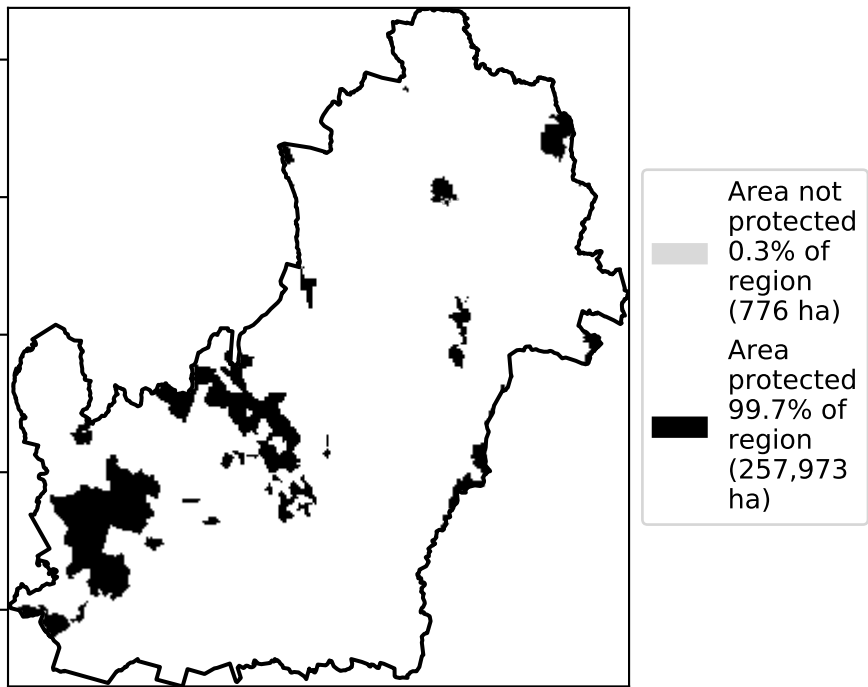 Area not
protected
0.3% of
region
(776 ha)
Area
protected
99.7% of
region
(257,973
ha)